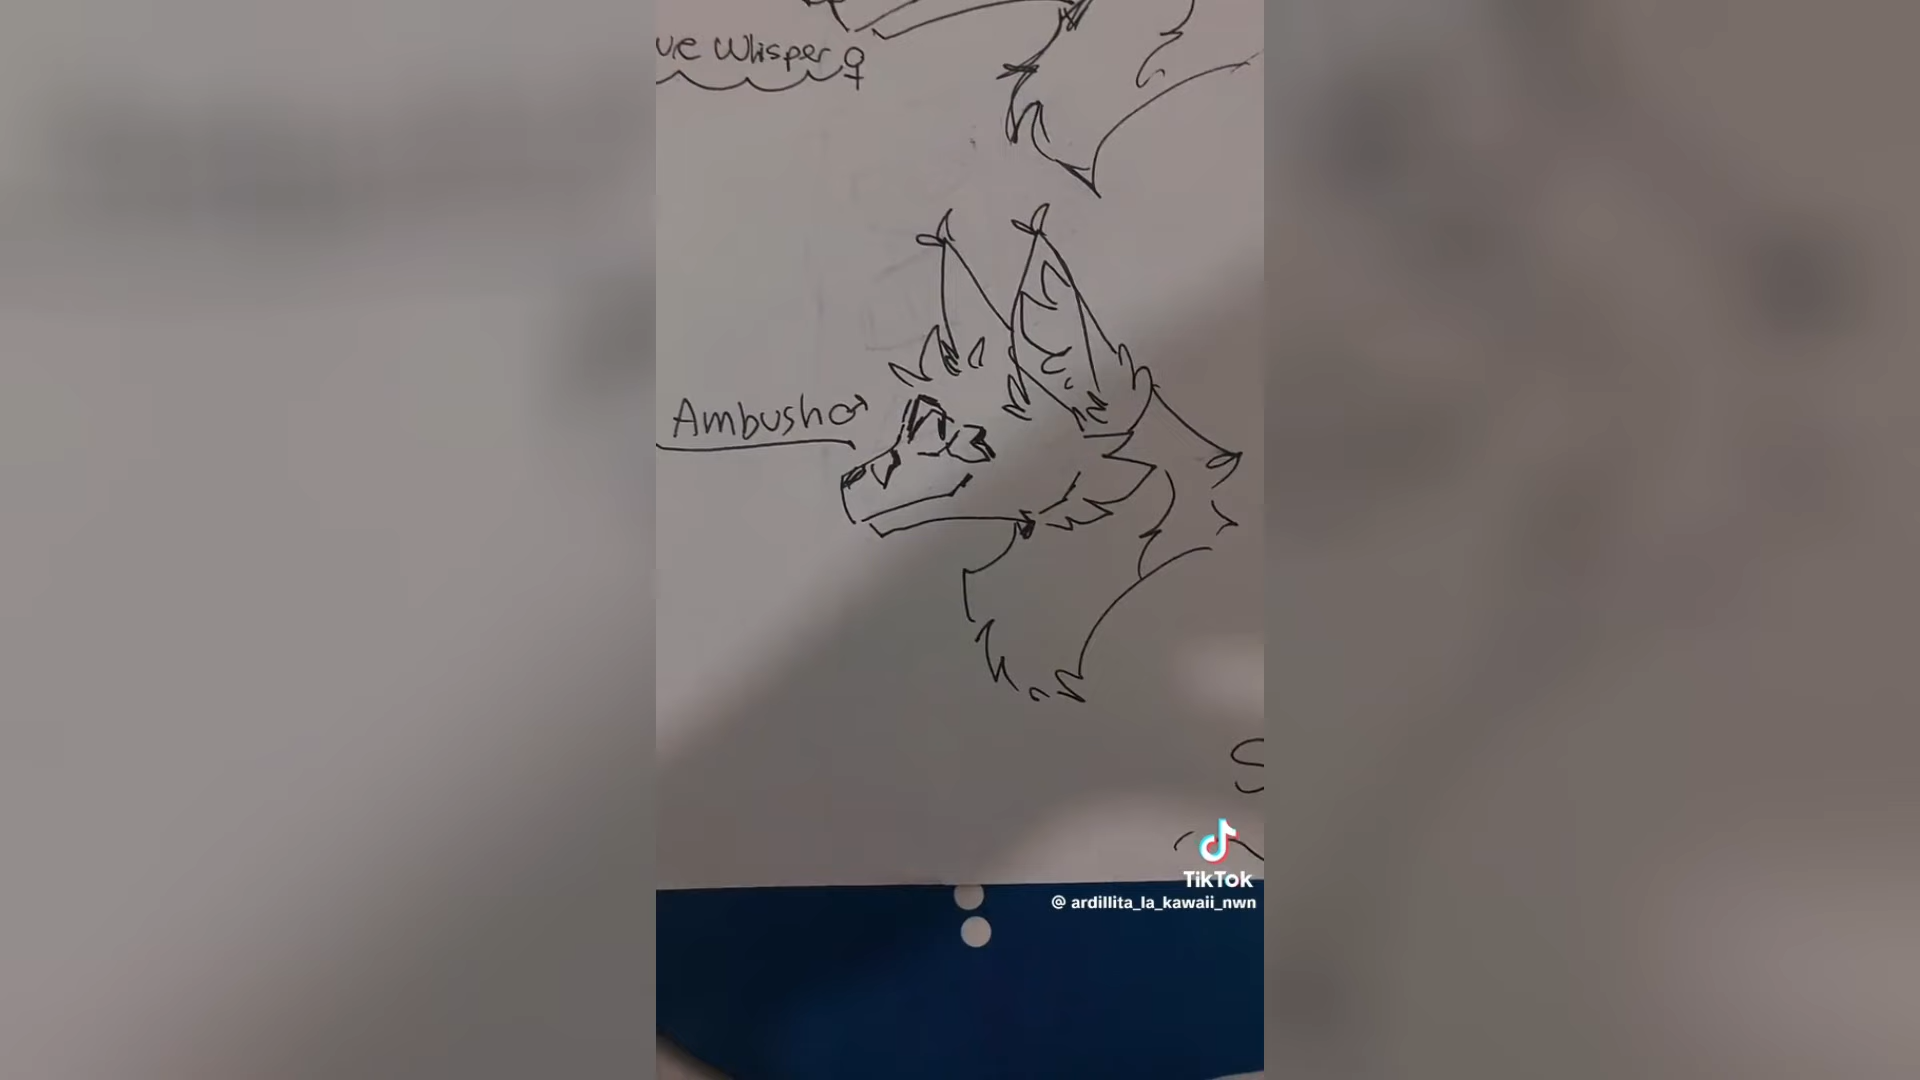 Whisper ♀
Ambush ♂
TikTok
@ ardillita_la_kawaii_nwn